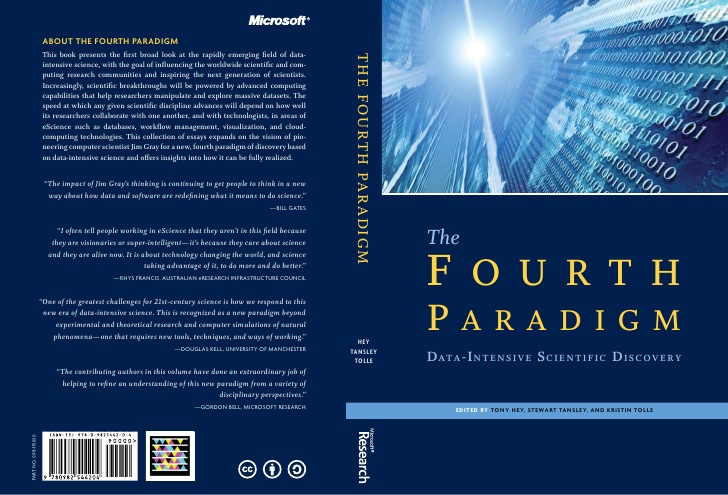 Microsoft®
ABOUT THE FOURTH PARADIGM
This book presents the first broad look at the rapidly emerging field of data-
intensive science, with the goal of influencing the worldwide scientific and com-
puting research communities and inspiring the next generation of scientists.
Increasingly, scientific breakthroughs will be powered by advanced computing
capabilities that help researchers manipulate and explore massive datasets. The
speed at which any given scientific discipline advances will depend on how well
its researchers collaborate with one another, and with technologists, in areas of
eScience such as databases, workflow management, visualization, and cloud-
computing technologies. This collection of essays expands on the vision of pio-
neering computer scientist Jim Gray for a new, fourth paradigm of discovery based
on data-intensive science and offers insights into how it can be fully realized.
“The impact of Jim Gray’s thinking is continuing to get people to think in a new
way about how data and software are redefining what it means to do science.”
—BILL GATES
“I often tell people working in eScience that they aren’t in this field because
they are visionaries or super-intelligent—it’s because they care about science
and they are alive now. It is about technology changing the world, and science
taking advantage of it, to do more and do better.”
—RHYS FRANCIS, AUSTRALIAN eRESEARCH INFRASTRUCTURE COUNCIL
“One of the greatest challenges for 21st-century science is how we respond to this
new era of data-intensive science. This is recognized as a new paradigm beyond
experimental and theoretical research and computer simulations of natural
phenomena—one that requires new tools, techniques, and ways of working.”
—DOUGLAS KELL, UNIVERSITY OF MANCHESTER
“The contributing authors in this volume have done an extraordinary job of
helping to refine an understanding of this new paradigm from a variety of
disciplinary perspectives.”
—GORDON BELL, MICROSOFT RESEARCH
ISBN 13: 978-0-9825442-0-4
90000>
9 780982 544204
cc
THE FOURTH PARADIGM
HEY
TANSLEY
TOLLE
Microsoft®
Research
The
FOURTH
PARADIGM
DATA-INTENSIVE SCIENTIFIC DISCOVERY
EDITED BY TONY HEY, STEWART TANSLEY, AND KRISTIN TOLLE